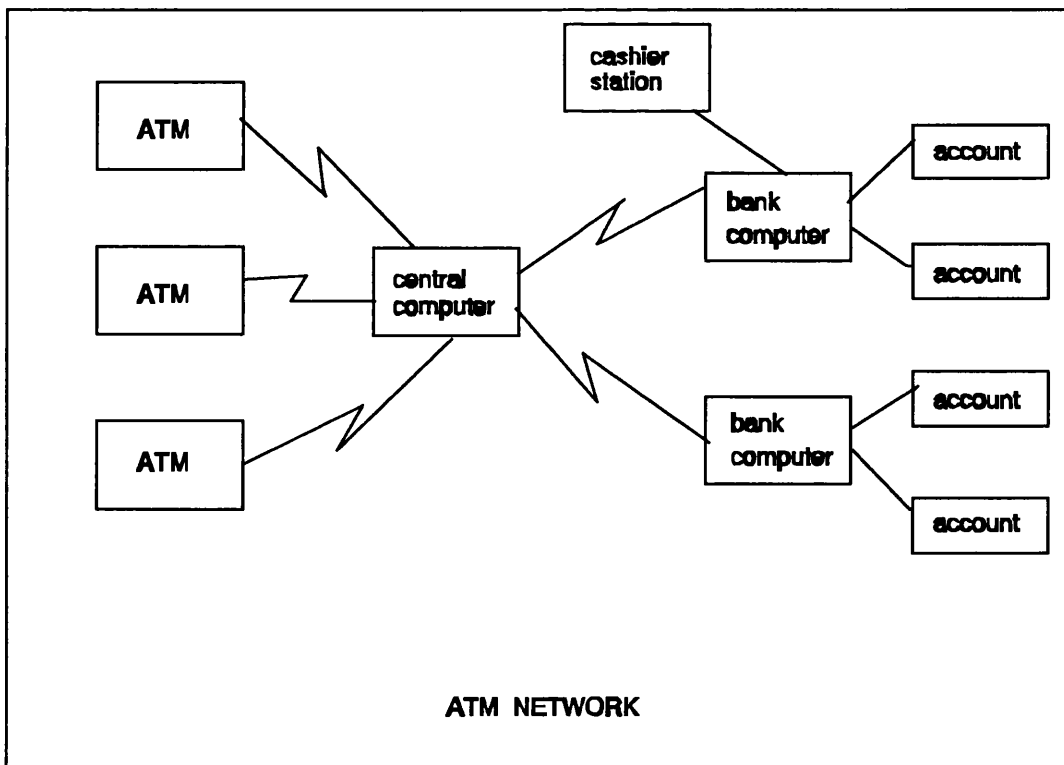 cashier
station
ATM
account
bank
computer
account
ATM
central
computer
account
bank
computer
ATM
account
ATM NETWORK